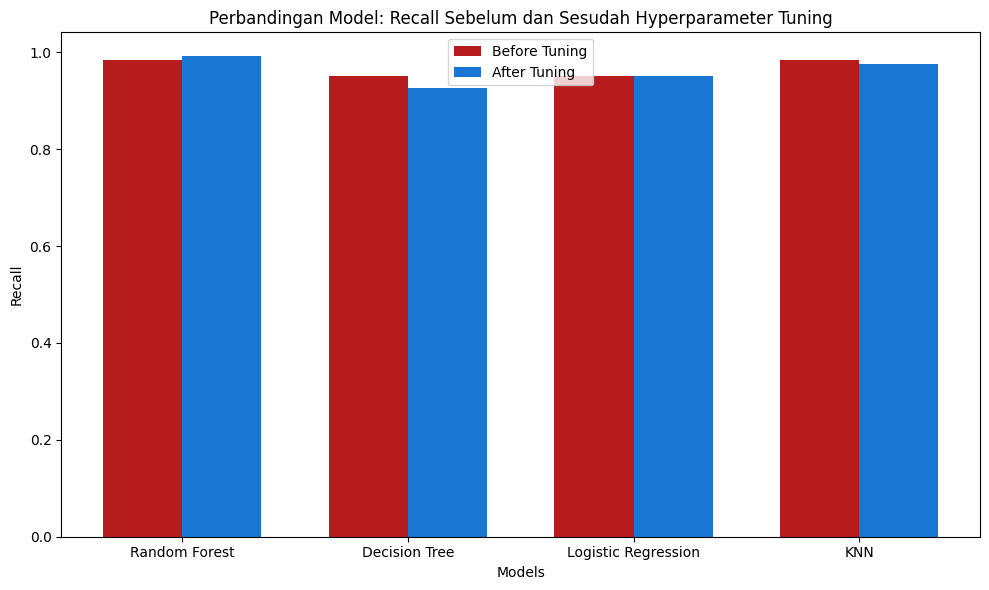 Perbandingan Model: Recall Sebelum dan Sesudah Hyperparameter Tuning
Before Tuning
After Tuning
Recall
1.0
0.8
0.6
0.4
0.2
0.0
Random Forest
Decision Tree
Logistic Regression
KNN
Models